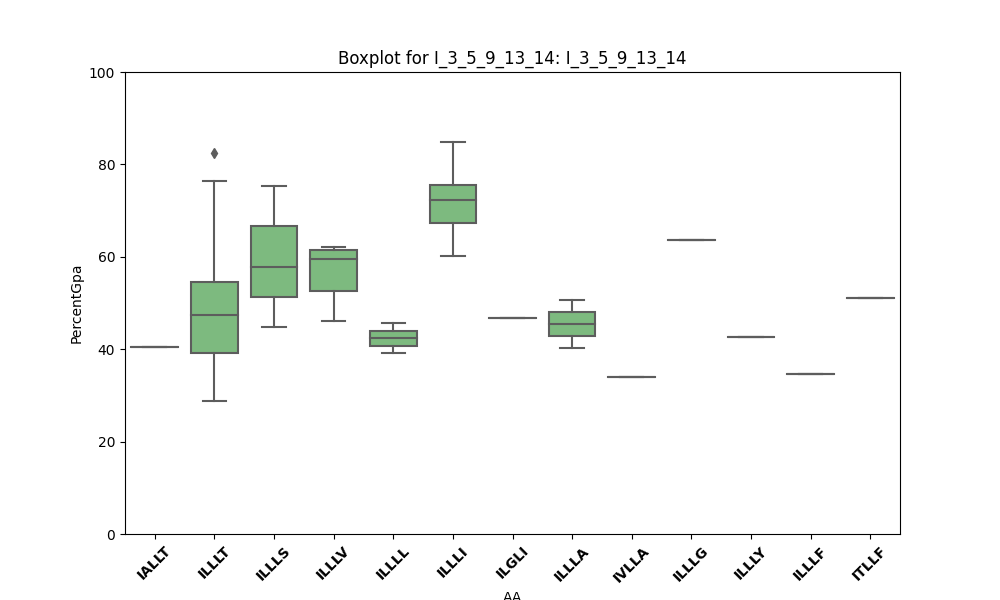 Boxplot for I_3_5_9_13_14: I_3_5_9_13_14
100
80
60
40
20
0
PercentGpa
IALLT
ILLLT
ILLLS
ILLLV
ILLLL
ILLLI
ILGLI
ILLLA
IVLLA
ILLLG
ILLLY
ILLLF
ITLLF
AA